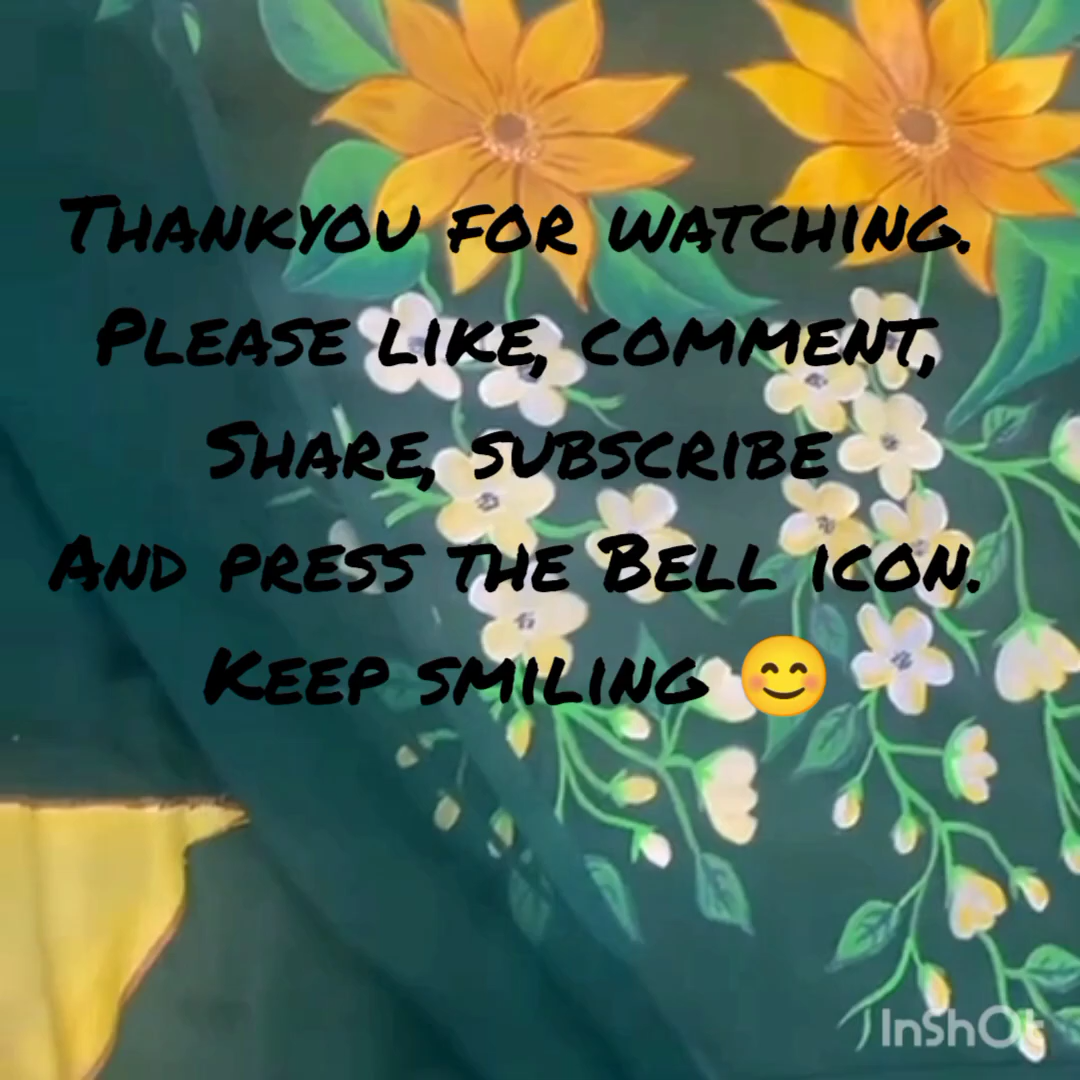 Thankyou for watching.
Please like, comment,
Share, subscribe
And press the Bell icon.
Keep smiling 😊
InShOt